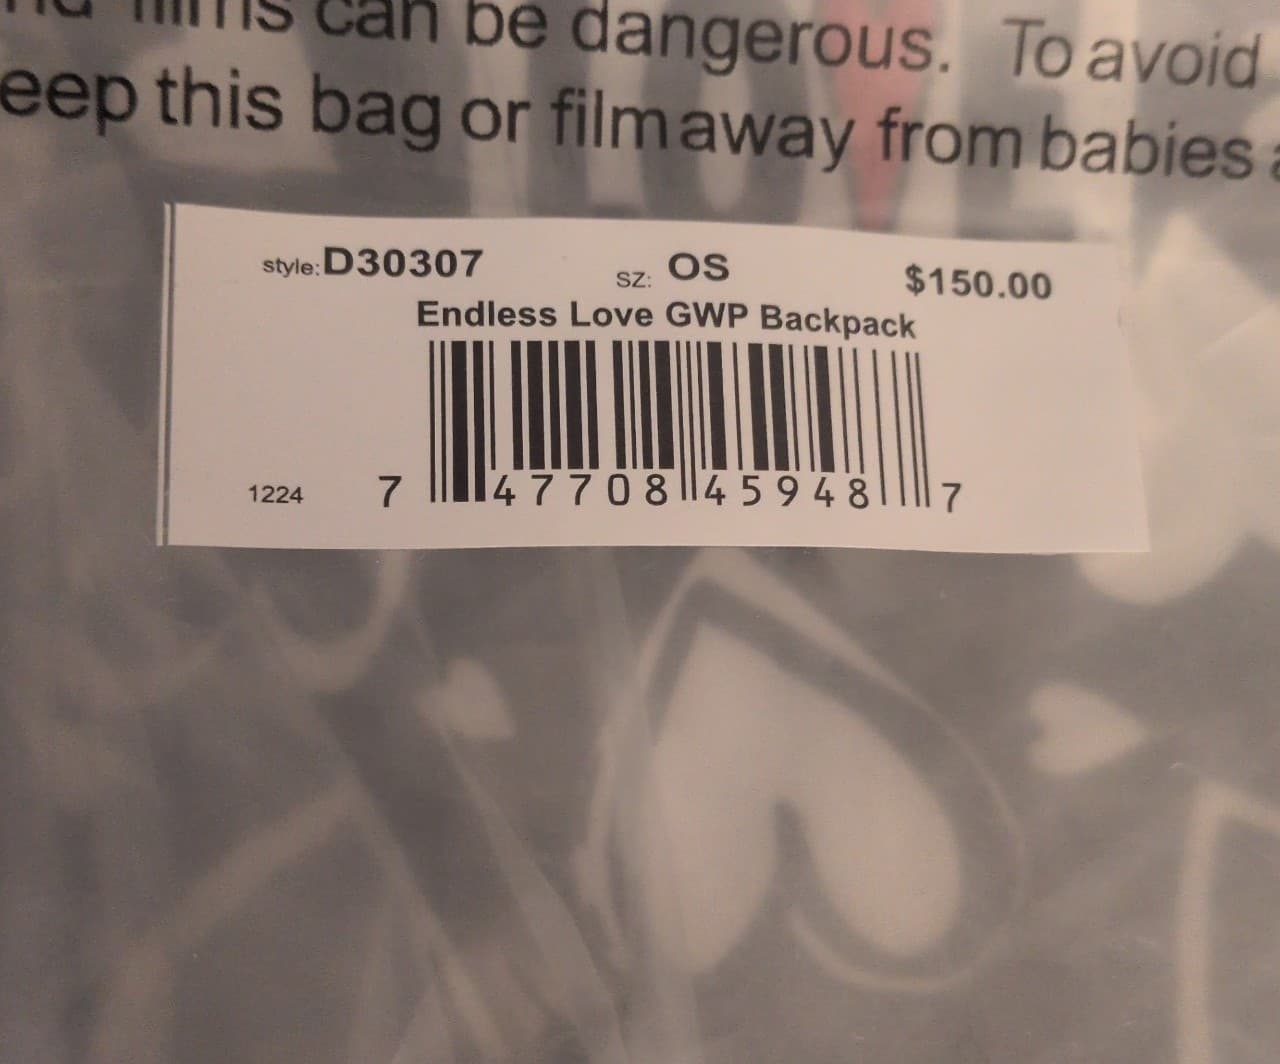 can be dangerous. To avoid
this bag or film away from babies
style: D30307 SZ: OS $150.00
Endless Love GWP Backpack
1224 7 47708 45948 7